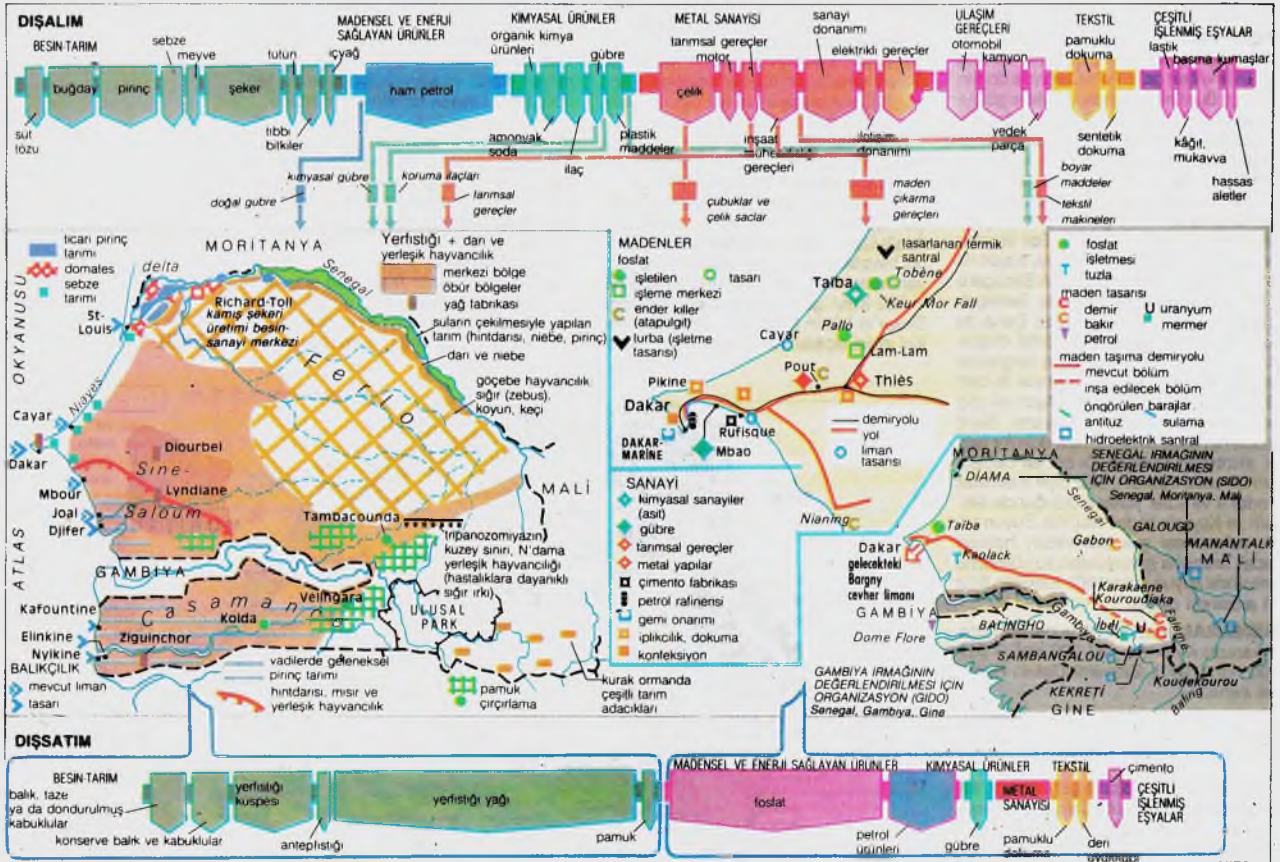 DIŞALIM
BESİN-TARIM
sebze
meyve
tütün
içyağ
MADENSEL VE ENERJİ
SAĞLAYAN ÜRÜNLER
KİMYASAL ÜRÜNLER
organik kimya
ürünleri
gübre
METAL SANAYİSİ
tarımsal gereçler
motor
sanayi
donanımı
elektrikli gereçler
ULAŞIM
GEREÇLERİ
otomobil
kamyon
TEKSTİL
pamuklu
dokuma
ÇEŞİTLİ
İŞLENMİŞ EŞYALAR
lastik
basma kumaşlar
buğday
pirinç
şeker
ham petrol
çelik
süt
tozu
tıbbi
bitkiler
amonyak
soda
ilaç
plastik
maddeler
inşaat
gereçleri
iletişim
donanımı
yedek
parça
sentetik
dokuma
kâğıt,
mukavva
hassas
aletler
doğal gübre
kimyasal gübre
koruma ilaçları
tarımsal
gereçler
çubuklar ve
çelik saclar
maden
çıkarma
gereçleri
boyar
maddeler
tekstil
makineleri
ticari pirinç
tarımı
domates
sebze
tarımı
MORİTANYA
delta
Senegal
St-
Louis
Richard-Toll
kamış şekeri
üretimi besin-
sanayi merkezi
Ferlo
Yerfıstığı + darı ve
yerleşik hayvancılık
merkezi bölge
öbür bölgeler
yağ fabrikası
suların çekilmesiyle yapılan
tarım (hintdarısı, niebe, pirinç)
darı ve niebe
göçebe hayvancılık
sığır (zebus),
koyun, keçi
ATLAS OKYANUSU
Niayes
Cayar
Dakar
Diourbel
Sine-
Lyndiane
Saloum
Mbour
Joal
Djifer
MALİ
Tambacounda
tripanozomiyazın
kuzey sınırı, N'dama
yerleşik hayvancılığı
(hastalıklara dayanıklı
sığır ırkı)
GAMBİYA
Casamance
Velingara
Kolda
ULUSAL
PARK
Kafountine
Elinkine
Ziguinchor
Nyikine
BALIKÇILIK
mevcut liman
tasarı
vadilerde geleneksel
pirinç tarımı
hintdarısı, mısır ve
yerleşik hayvancılık
pamuk
çırçırlama
kurak ormanda
çeşitli tarım
adacıkları
MADENLER
fosfat
işletilen
tasarı
işleme merkezi
ender killer
(atapulgit)
turba (işletme
tasarısı)
tasarlanan termik
santral
Taiba
Tobène
Keur Mor Fall
Pallo
Cayar
Lam-Lam
Pout
Thiès
Pikine
Dakar
DAKAR-
MARINE
Rufisque
Mbao
demiryolu
yol
liman
tasarısı
Nianing
SANAYİ
kimyasal sanayiler
(asit)
gübre
tarımsal gereçler
metal yapılar
çimento fabrikası
petrol rafinerisi
gemi onarımı
iplikçilik, dokuma
konfeksiyon
fosfat
işletmesi
tuzla
maden tasarısı
demir
bakır
petrol
uranyum
mermer
maden taşıma demiryolu
mevcut bölüm
inşa edilecek bölüm
öngörülen barajlar
antituz
sulama
hidroelektrik santral
MORİTANYA
DIAMA
SENEGAL IRMAĞININ
DEĞERLENDİRİLMESİ
İÇİN ORGANİZASYON (SIDO)
Senegal, Moritanya, Mali
Senegal
GALOUGO
MANANTALI
MALİ
Taiba
Gabon
Dakar
gelecekteki
Bargny
cevher limanı
Kaolack
Karakaene
Kouroudiaka
Faleme
GAMBİYA
Gambiya
BALINGHO
İbel
Dome Flore
SAMBANGALOU
Koudekourou
KEKRETİ
GİNE
Baling
GAMBİYA IRMAĞININ
DEĞERLENDİRİLMESİ İÇİN
ORGANİZASYON (GIDO)
Senegal, Gambiya, Gine
DIŞSATIM
BESİN-TARIM
balık, taze
ya da dondurulmuş
kabuklular
konserve balık ve kabuklular
yerfıstığı
küspesi
antepfıstığı
yerfıstığı yağı
pamuk
MADENSEL VE ENERJİ SAĞLAYAN ÜRÜNLER
fosfat
petrol
ürünleri
KİMYASAL ÜRÜNLER
gübre
METAL
SANAYİSİ
TEKSTİL
pamuklu
dokuma
deri
çimento
ÇEŞİTLİ
İŞLENMİŞ
EŞYALAR